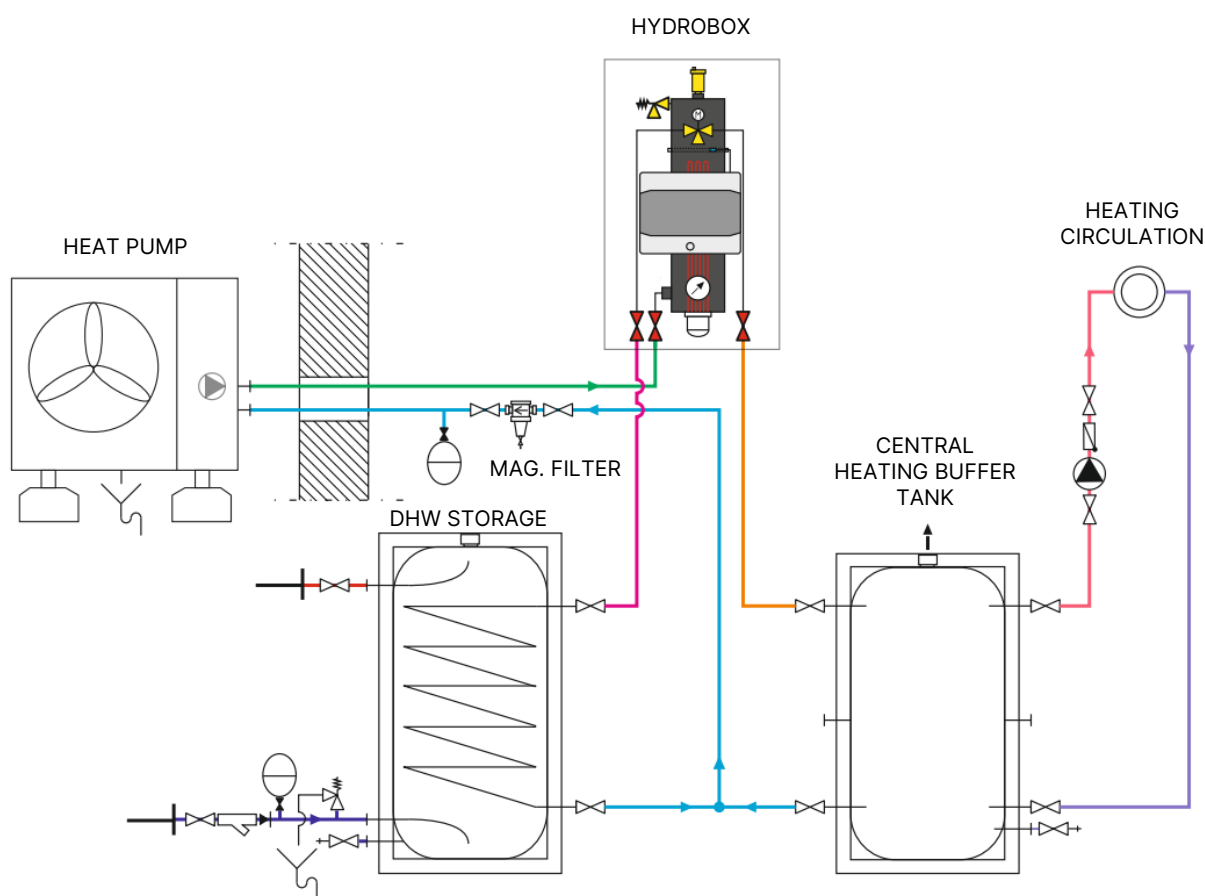 HYDROBOX
M
HEAT PUMP
HEATING
CIRCULATION
MAG. FILTER
CENTRAL
HEATING BUFFER
TANK
DHW STORAGE